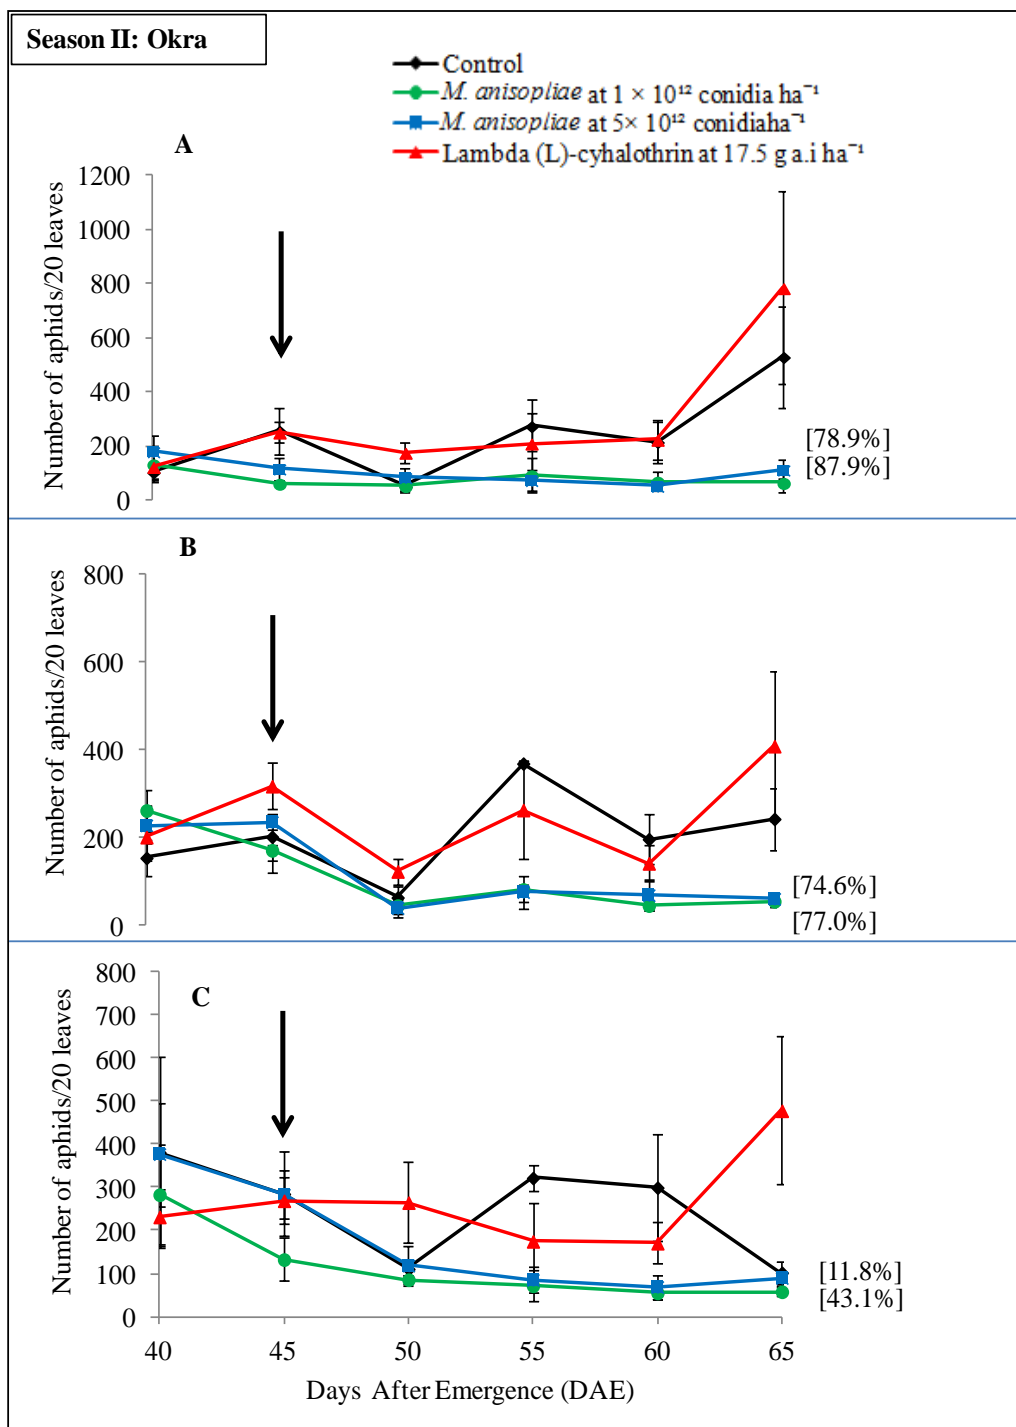 Season II: Okra
Control
M. anisopliae at 1 × 10¹² conidia ha⁻¹
M. anisopliae at 5× 10¹² conidiaha⁻¹
Lambda (L)-cyhalothrin at 17.5 g a.i ha⁻¹
A
Number of aphids/20 leaves
1200
1000
800
600
400
200
0
[78.9%]
[87.9%]
B
Number of aphids/20 leaves
800
600
400
200
0
[74.6%]
[77.0%]
C
Number of aphids/20 leaves
800
700
600
500
400
300
200
100
0
[11.8%]
[43.1%]
40 45 50 55 60 65
Days After Emergence (DAE)